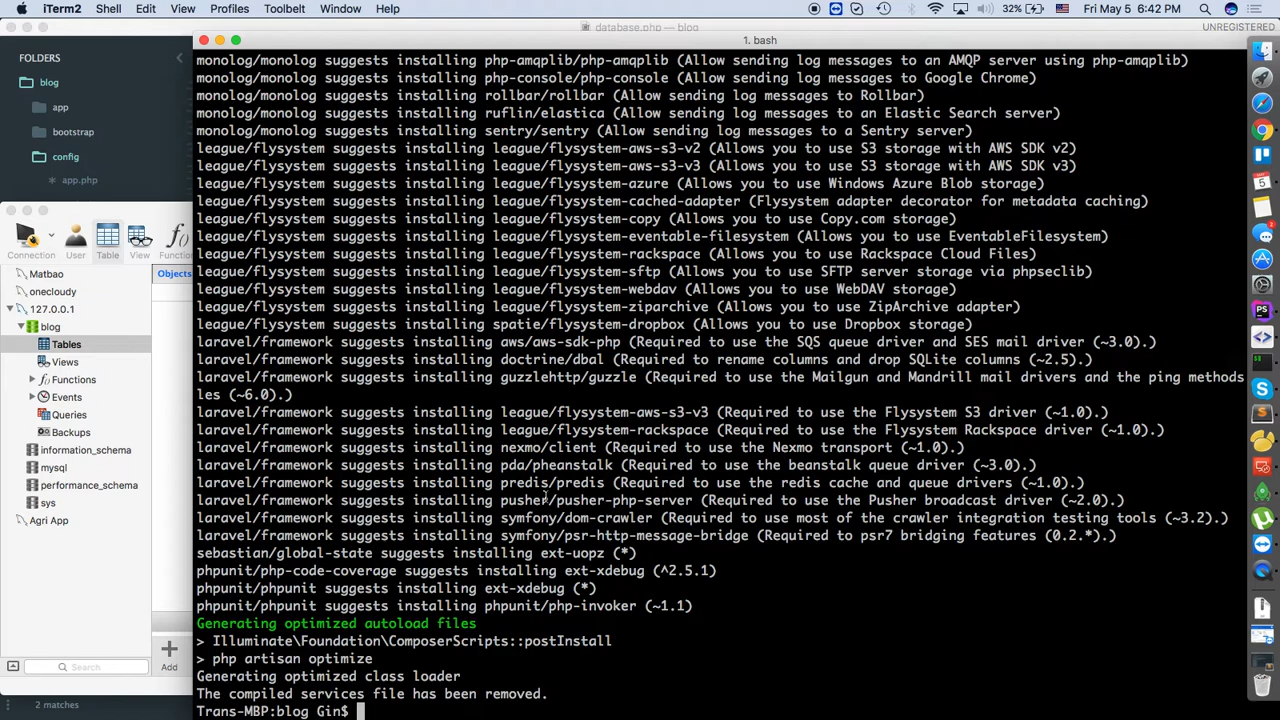 iTerm2 Shell Edit View Profiles Toolbelt Window Help 32% Fri May 5 6:42 PM
database.php — blog UNREGISTERED
1. bash
FOLDERS
blog
app
bootstrap
config
app.php
Connection User Table View Function
Matbao
onecloudy
127.0.0.1
blog
Tables
Views
Functions
Events
Queries
Backups
information_schema
mysql
performance_schema
sys
Agri App
Objects
Add
Search
2 matches
monolog/monolog suggests installing php-amqplib/php-amqplib (Allow sending log messages to an AMQP server using php-amqplib)
monolog/monolog suggests installing php-console/php-console (Allow sending log messages to Google Chrome)
monolog/monolog suggests installing rollbar/rollbar (Allow sending log messages to Rollbar)
monolog/monolog suggests installing ruflin/elastica (Allow sending log messages to an Elastic Search server)
monolog/monolog suggests installing sentry/sentry (Allow sending log messages to a Sentry server)
league/flysystem suggests installing league/flysystem-aws-s3-v2 (Allows you to use S3 storage with AWS SDK v2)
league/flysystem suggests installing league/flysystem-aws-s3-v3 (Allows you to use S3 storage with AWS SDK v3)
league/flysystem suggests installing league/flysystem-azure (Allows you to use Windows Azure Blob storage)
league/flysystem suggests installing league/flysystem-cached-adapter (Flysystem adapter decorator for metadata caching)
league/flysystem suggests installing league/flysystem-copy (Allows you to use Copy.com storage)
league/flysystem suggests installing league/flysystem-eventable-filesystem (Allows you to use EventableFilesystem)
league/flysystem suggests installing league/flysystem-rackspace (Allows you to use Rackspace Cloud Files)
league/flysystem suggests installing league/flysystem-sftp (Allows you to use SFTP server storage via phpseclib)
league/flysystem suggests installing league/flysystem-webdav (Allows you to use WebDAV storage)
league/flysystem suggests installing league/flysystem-ziparchive (Allows you to use ZipArchive adapter)
league/flysystem suggests installing spatie/flysystem-dropbox (Allows you to use Dropbox storage)
laravel/framework suggests installing aws/aws-sdk-php (Required to use the SQS queue driver and SES mail driver (~3.0).)
laravel/framework suggests installing doctrine/dbal (Required to rename columns and drop SQLite columns (~2.5).)
laravel/framework suggests installing guzzlehttp/guzzle (Required to use the Mailgun and Mandrill mail drivers and the ping methods
les (~6.0).)
laravel/framework suggests installing league/flysystem-aws-s3-v3 (Required to use the Flysystem S3 driver (~1.0).)
laravel/framework suggests installing league/flysystem-rackspace (Required to use the Flysystem Rackspace driver (~1.0).)
laravel/framework suggests installing nexmo/client (Required to use the Nexmo transport (~1.0).)
laravel/framework suggests installing pda/pheanstalk (Required to use the beanstalk queue driver (~3.0).)
laravel/framework suggests installing predis/predis (Required to use the redis cache and queue drivers (~1.0).)
laravel/framework suggests installing pusher/pusher-php-server (Required to use the Pusher broadcast driver (~2.0).)
laravel/framework suggests installing symfony/dom-crawler (Required to use most of the crawler integration testing tools (~3.2).)
laravel/framework suggests installing symfony/psr-http-message-bridge (Required to psr7 bridging features (0.2.*).)
sebastian/global-state suggests installing ext-uopz (*)
phpunit/php-code-coverage suggests installing ext-xdebug (^2.5.1)
phpunit/phpunit suggests installing ext-xdebug (*)
phpunit/phpunit suggests installing phpunit/php-invoker (~1.1)
Generating optimized autoload files
> Illuminate\Foundation\ComposerScripts::postInstall
> php artisan optimize
Generating optimized class loader
The compiled services file has been removed.
Trans-MBP:blog Gin$